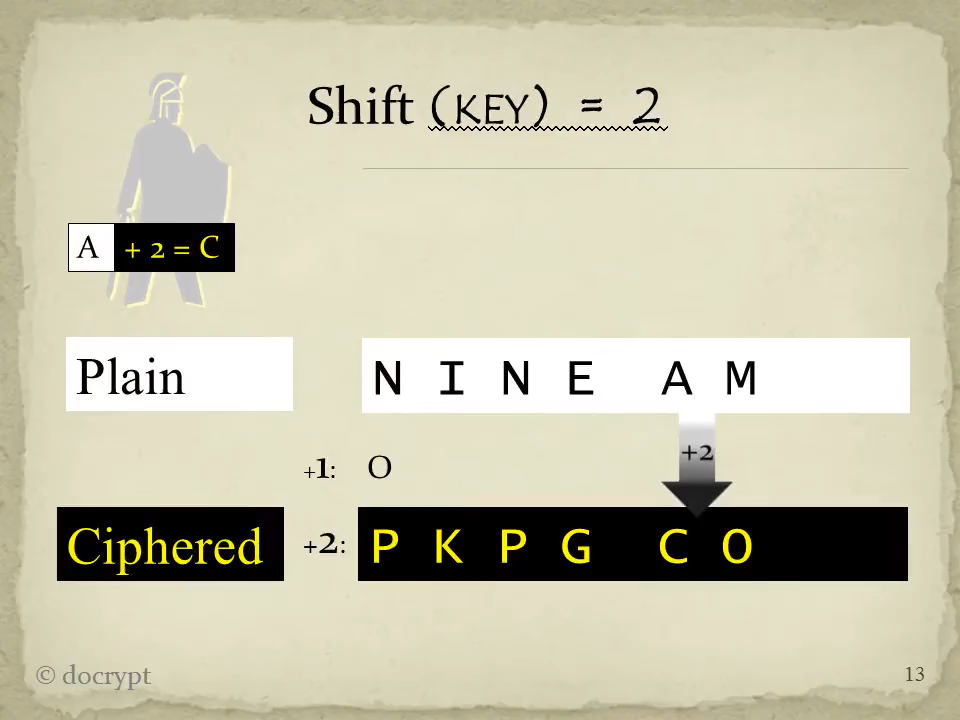 Shift (KEY) = 2
A + 2 = C
Plain N I N E A M
+2
+1: O
Ciphered +2: P K P G C O
© docrypt 13